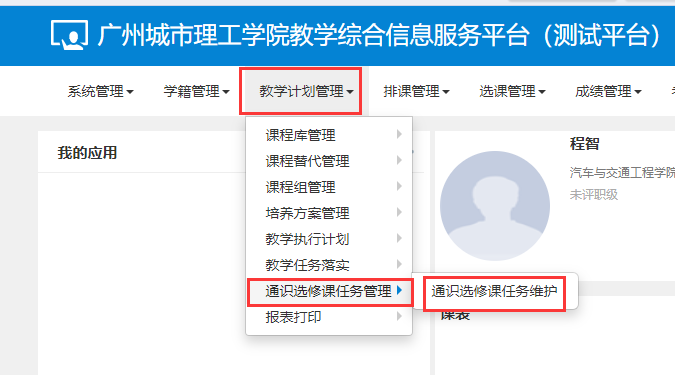 广州城市理工学院教学综合信息服务平台（测试平台）
系统管理 学籍管理 教学计划管理 排课管理 选课管理 成绩管理
我的应用
课程库管理
课程替代管理
课程组管理
培养方案管理
教学执行计划
教学任务落实
通识选修课任务管理
通识选修课任务维护
报表打印
程智
汽车与交通工程学院
未评职级
课表